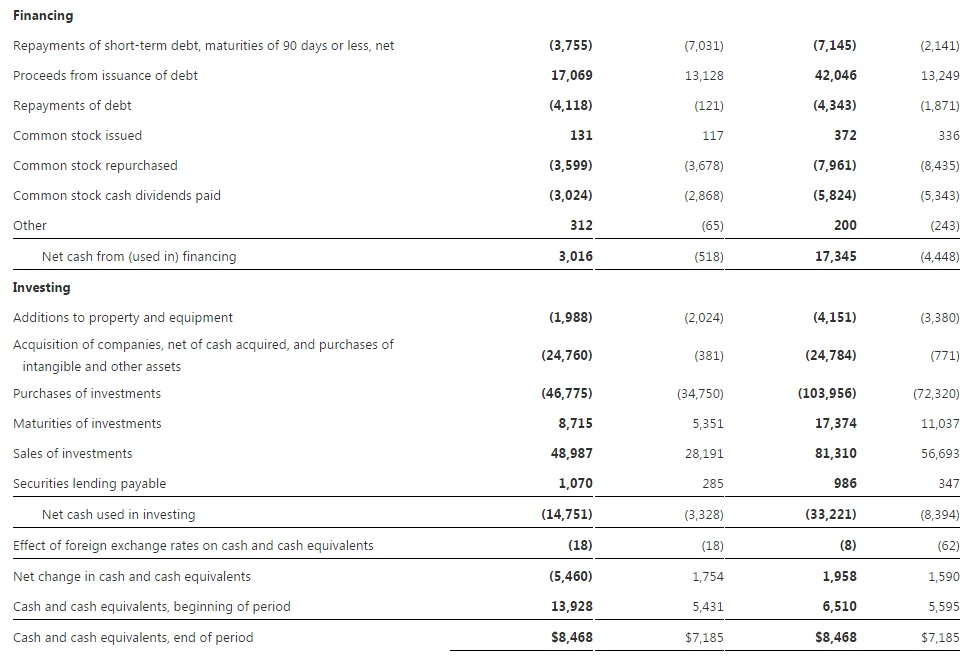 Financing
Repayments of short-term debt, maturities of 90 days or less, net (3,755) (7,031) (7,145) (2,141)
Proceeds from issuance of debt 17,069 13,128 42,046 13,249
Repayments of debt (4,118) (121) (4,343) (1,871)
Common stock issued 131 117 372 336
Common stock repurchased (3,599) (3,678) (7,961) (8,435)
Common stock cash dividends paid (3,024) (2,868) (5,824) (5,343)
Other 312 (65) 200 (243)
Net cash from (used in) financing 3,016 (518) 17,345 (4,448)
Investing
Additions to property and equipment (1,988) (2,024) (4,151) (3,380)
Acquisition of companies, net of cash acquired, and purchases of
intangible and other assets (24,760) (381) (24,784) (771)
Purchases of investments (46,775) (34,750) (103,956) (72,320)
Maturities of investments 8,715 5,351 17,374 11,037
Sales of investments 48,987 28,191 81,310 56,693
Securities lending payable 1,070 285 986 347
Net cash used in investing (14,751) (3,328) (33,221) (8,394)
Effect of foreign exchange rates on cash and cash equivalents (18) (18) (8) (62)
Net change in cash and cash equivalents (5,460) 1,754 1,958 1,590
Cash and cash equivalents, beginning of period 13,928 5,431 6,510 5,595
Cash and cash equivalents, end of period $8,468 $7,185 $8,468 $7,185